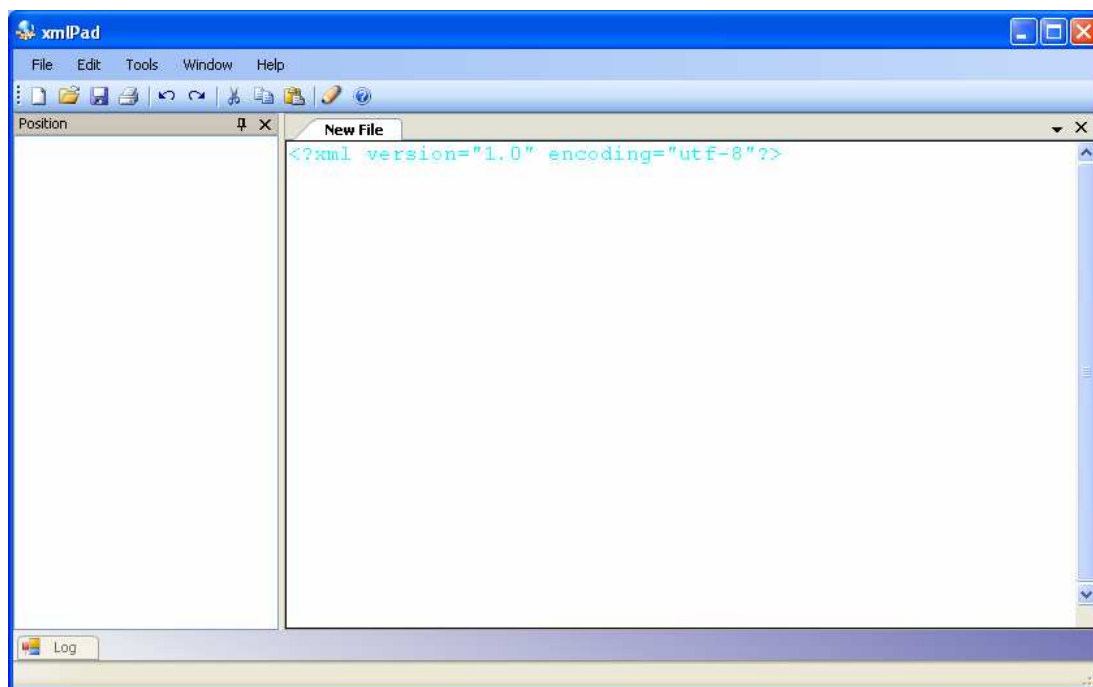 xmlPad
File Edit Tools Window Help
Position
New File
<?xml version="1.0" encoding="utf-8"?>
Log